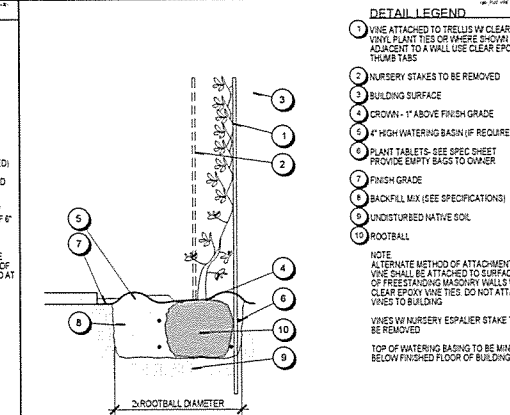 DETAIL LEGEND
1 VINE ATTACHED TO TRELLIS W/ CLEAR
VINYL PLANT TIES OR WHERE SHOWN
ADJACENT TO A WALL USE CLEAR EPO
THUMB TABS
2 NURSERY STAKES TO BE REMOVED
3 BUILDING SURFACE
4 CROWN - 1" ABOVE FINISH GRADE
5 4" HIGH WATERING BASIN (IF REQUIRE
6 PLANT TABLETS- SEE SPEC SHEET
PROVIDE EMPTY BAGS TO OWNER
7 FINISH GRADE
8 BACKFILL MIX (SEE SPECIFICATIONS)
9 UNDISTURBED NATIVE SOIL
10 ROOTBALL
NOTE
ALTERNATE METHOD OF ATTACHMENT
VINE SHALL BE ATTACHED TO SURFAC
OF FREESTANDING MASONRY WALLS
CLEAR EPOXY VINE TIES. DO NOT ATT
VINES TO BUILDING
VINES W/ NURSERY ESPALIER STAKE
BE REMOVED
TOP OF WATERING BASING TO BE MIN
BELOW FINISHED FLOOR OF BUILDING
3
1
2
5
7
4
6
8
10
9
2xROOTBALL DIAMETER
ED)
D
F 6"
E
OF
D AT